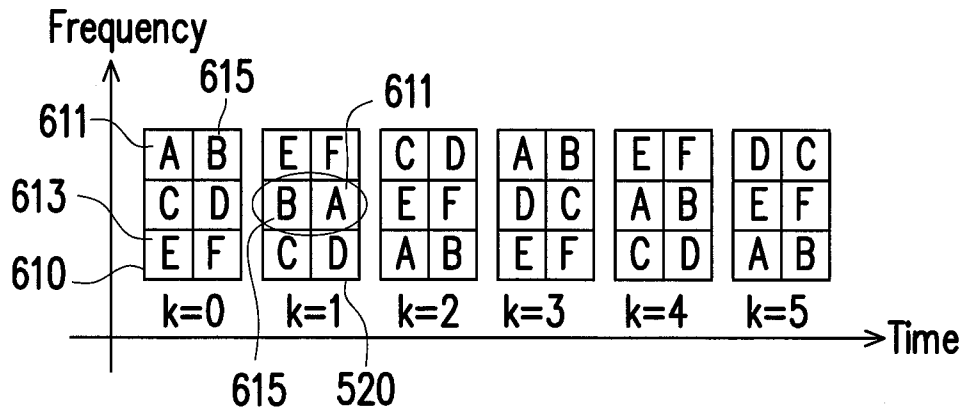 Frequency
615
611
611
A B E F C D A B E F D C
613
C D B A E F D C A B E F
E F C D A B E F C D A B
610
k=0 k=1 k=2 k=3 k=4 k=5
Time
615
520